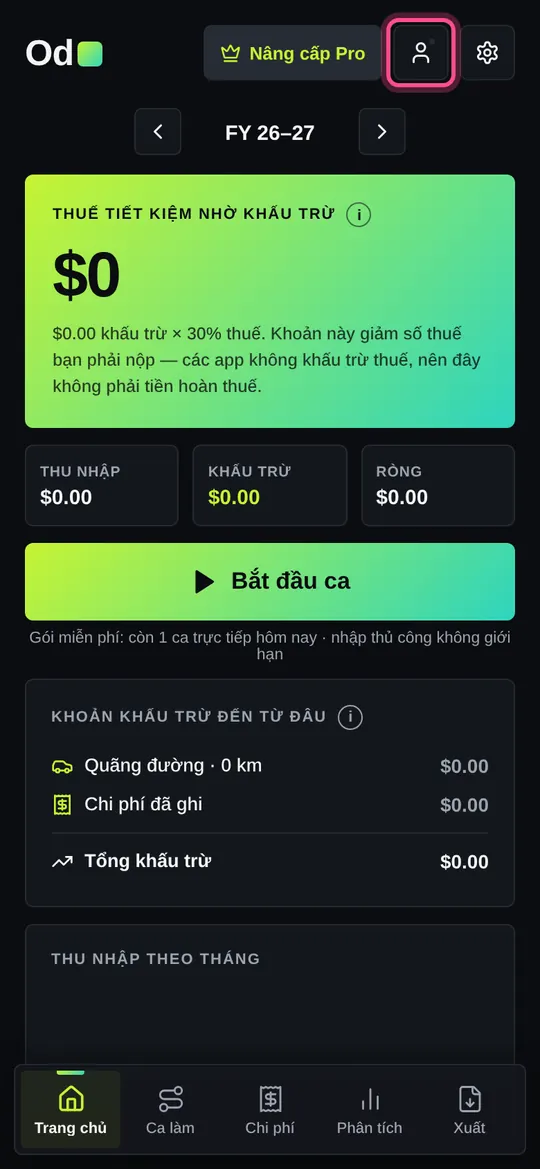 Od
Nâng cấp Pro
FY 26–27
THUẾ TIẾT KIỆM NHỜ KHẤU TRỪ
$0
$0.00 khấu trừ × 30% thuế. Khoản này giảm số thuế
bạn phải nộp — các app không khấu trừ thuế, nên đây
không phải tiền hoàn thuế.
THU NHẬP
$0.00
KHẤU TRỪ
$0.00
RÒNG
$0.00
Bắt đầu ca
Gói miễn phí: còn 1 ca trực tiếp hôm nay · nhập thủ công không giới
hạn
KHOẢN KHẤU TRỪ ĐẾN TỪ ĐÂU
Quãng đường · 0 km $0.00
Chi phí đã ghi $0.00
Tổng khấu trừ $0.00
THU NHẬP THEO THÁNG
Trang chủ
Ca làm
Chi phí
Phân tích
Xuất